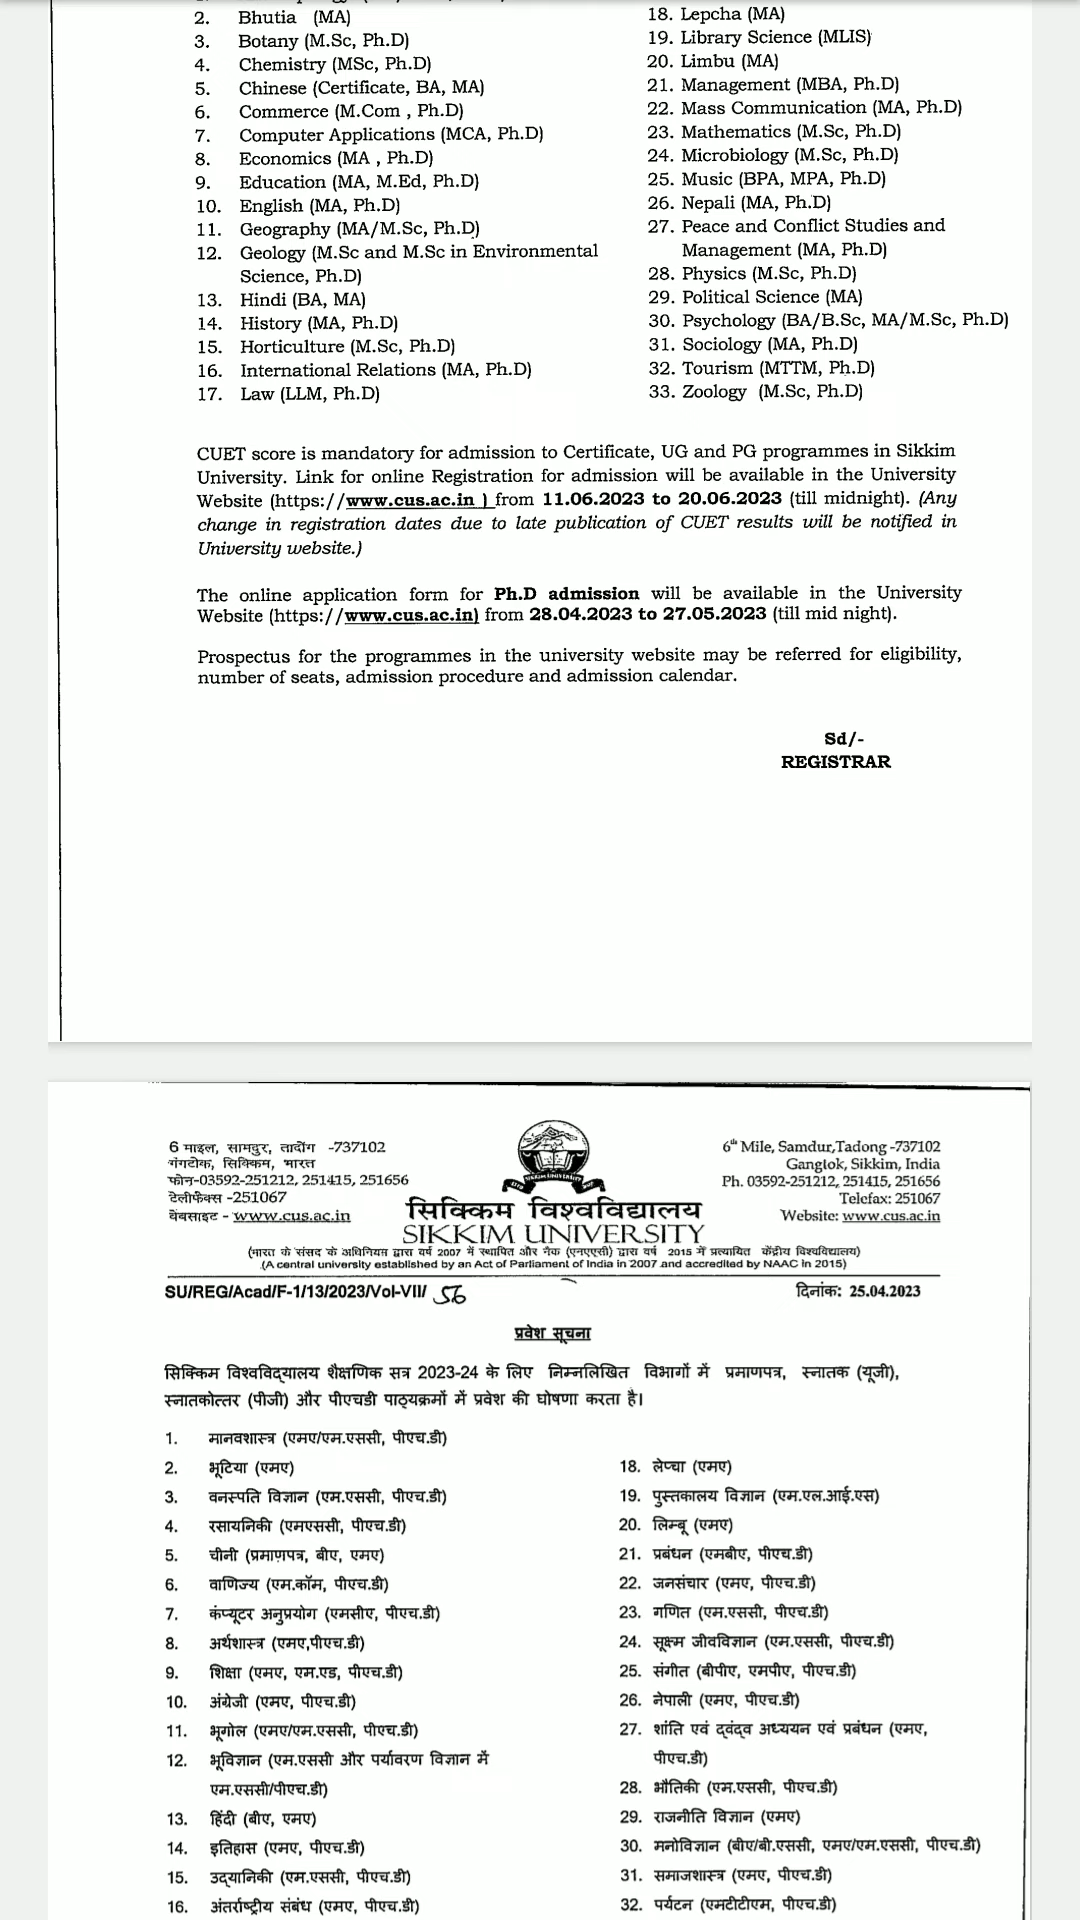 2. Bhutia (MA)
3. Botany (M.Sc, Ph.D)
4. Chemistry (MSc, Ph.D)
5. Chinese (Certificate, BA, MA)
6. Commerce (M.Com , Ph.D)
7. Computer Applications (MCA, Ph.D)
8. Economics (MA , Ph.D)
9. Education (MA, M.Ed, Ph.D)
10. English (MA, Ph.D)
11. Geography (MA/M.Sc, Ph.D)
12. Geology (M.Sc and M.Sc in Environmental
Science, Ph.D)
13. Hindi (BA, MA)
14. History (MA, Ph.D)
15. Horticulture (M.Sc, Ph.D)
16. International Relations (MA, Ph.D)
17. Law (LLM, Ph.D)
18. Lepcha (MA)
19. Library Science (MLIS)
20. Limbu (MA)
21. Management (MBA, Ph.D)
22. Mass Communication (MA, Ph.D)
23. Mathematics (M.Sc, Ph.D)
24. Microbiology (M.Sc, Ph.D)
25. Music (BPA, MPA, Ph.D)
26. Nepali (MA, Ph.D)
27. Peace and Conflict Studies and
Management (MA, Ph.D)
28. Physics (M.Sc, Ph.D)
29. Political Science (MA)
30. Psychology (BA/B.Sc, MA/M.Sc, Ph.D)
31. Sociology (MA, Ph.D)
32. Tourism (MTTM, Ph.D)
33. Zoology (M.Sc, Ph.D)
CUET score is mandatory for admission to Certificate, UG and PG programmes in Sikkim
University. Link for online Registration for admission will be available in the University
Website (https://www.cus.ac.in ) from 11.06.2023 to 20.06.2023 (till midnight). (Any
change in registration dates due to late publication of CUET results will be notified in
University website.)
The online application form for Ph.D admission will be available in the University
Website (https://www.cus.ac.in) from 28.04.2023 to 27.05.2023 (till mid night).
Prospectus for the programmes in the university website may be referred for eligibility,
number of seats, admission procedure and admission calendar.
Sd/-
REGISTRAR
6 माइल, सामदुर, तादोंग -737102
गंगटोक, सिक्किम, भारत
फोन-03592-251212, 251415, 251656
टेलीफैक्स -251067
वेबसाइट - www.cus.ac.in
SIKKIM UNIVERSITY
सिक्किम विश्वविद्यालय
SIKKIM UNIVERSITY
6th Mile, Samdur,Tadong -737102
Gangtok, Sikkim, India
Ph. 03592-251212, 251415, 251656
Telefax: 251067
Website: www.cus.ac.in
(भारत के संसद के अधिनियम द्वारा वर्ष 2007 में स्थापित और नैक (एनएएसी) द्वारा वर्ष 2015 में प्रत्यायित केंद्रीय विश्वविद्यालय)
(A central university established by an Act of Parliament of India in 2007 and accredited by NAAC in 2015)
SU/REG/Acad/F-1/13/2023/Vol-VII/ 56
दिनांक: 25.04.2023
प्रवेश सूचना
सिक्किम विश्वविद्यालय शैक्षणिक सत्र 2023-24 के लिए निम्नलिखित विभागों में प्रमाणपत्र, स्नातक (यूजी),
स्नातकोत्तर (पीजी) और पीएचडी पाठ्यक्रमों में प्रवेश की घोषणा करता है।
1. मानवशास्त्र (एमए/एम.एससी, पीएच.डी)
2. भूटिया (एमए)
3. वनस्पति विज्ञान (एम.एससी, पीएच.डी)
4. रसायनिकी (एमएससी, पीएच.डी)
5. चीनी (प्रमाणपत्र, बीए, एमए)
6. वाणिज्य (एम.कॉम, पीएच.डी)
7. कंप्यूटर अनुप्रयोग (एमसीए, पीएच.डी)
8. अर्थशास्त्र (एमए,पीएच.डी)
9. शिक्षा (एमए, एम.एड, पीएच.डी)
10. अंग्रेजी (एमए, पीएच.डी)
11. भूगोल (एमए/एम.एससी, पीएच.डी)
12. भूविज्ञान (एम.एससी और पर्यावरण विज्ञान में
एम.एससी/पीएच.डी)
13. हिंदी (बीए, एमए)
14. इतिहास (एमए, पीएच.डी)
15. उद्यानिकी (एम.एससी, पीएच.डी)
16. अंतर्राष्ट्रीय संबंध (एमए, पीएच.डी)
18. लेप्चा (एमए)
19. पुस्तकालय विज्ञान (एम.एल.आई.एस)
20. लिम्बू (एमए)
21. प्रबंधन (एमबीए, पीएच.डी)
22. जनसंचार (एमए, पीएच.डी)
23. गणित (एम.एससी, पीएच.डी)
24. सूक्ष्म जीवविज्ञान (एम.एससी, पीएच.डी)
25. संगीत (बीपीए, एमपीए, पीएच.डी)
26. नेपाली (एमए, पीएच.डी)
27. शांति एवं द्वंद्व अध्ययन एवं प्रबंधन (एमए,
पीएच.डी)
28. भौतिकी (एम.एससी, पीएच.डी)
29. राजनीति विज्ञान (एमए)
30. मनोविज्ञान (बीए/बी.एससी, एमए/एम.एससी, पीएच.डी)
31. समाजशास्त्र (एमए, पीएच.डी)
32. पर्यटन (एमटीटीएम, पीएच.डी)